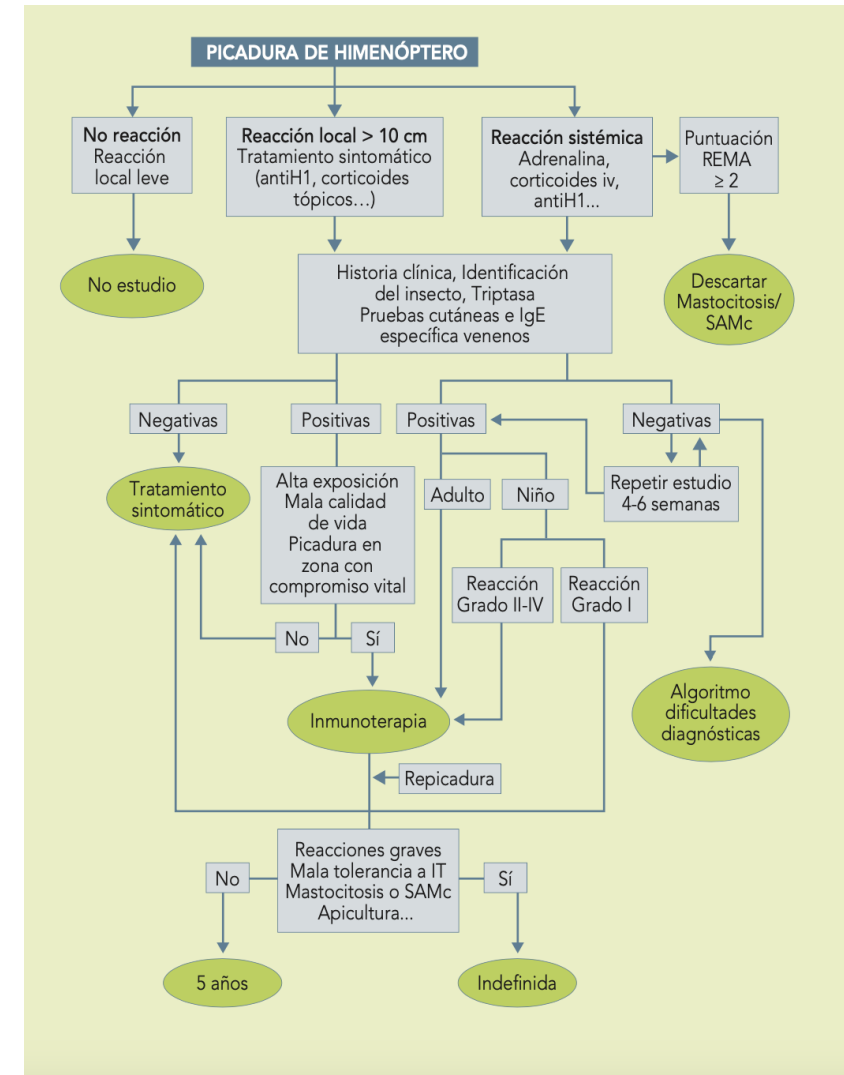 PICADURA DE HIMENÓPTERO
No reacción
Reacción
local leve
Reacción local > 10 cm
Tratamiento sintomático
(antiH1, corticoides
tópicos…)
Reacción sistémica
Adrenalina,
corticoides iv,
antiH1...
Puntuación
REMA
≥ 2
No estudio
Historia clínica, Identificación
del insecto, Triptasa
Pruebas cutáneas e IgE
específica venenos
Descartar
Mastocitosis/
SAMc
Negativas
Positivas
Positivas
Negativas
Tratamiento
sintomático
Alta exposición
Mala calidad
de vida
Picadura en
zona con
compromiso vital
Adulto
Niño
Repetir estudio
4-6 semanas
Reacción
Grado II-IV
Reacción
Grado I
No
Sí
Inmunoterapia
Algoritmo
dificultades
diagnósticas
Repicadura
Reacciones graves
Mala tolerancia a IT
Mastocitosis o SAMc
Apicultura...
No
Sí
5 años
Indefinida